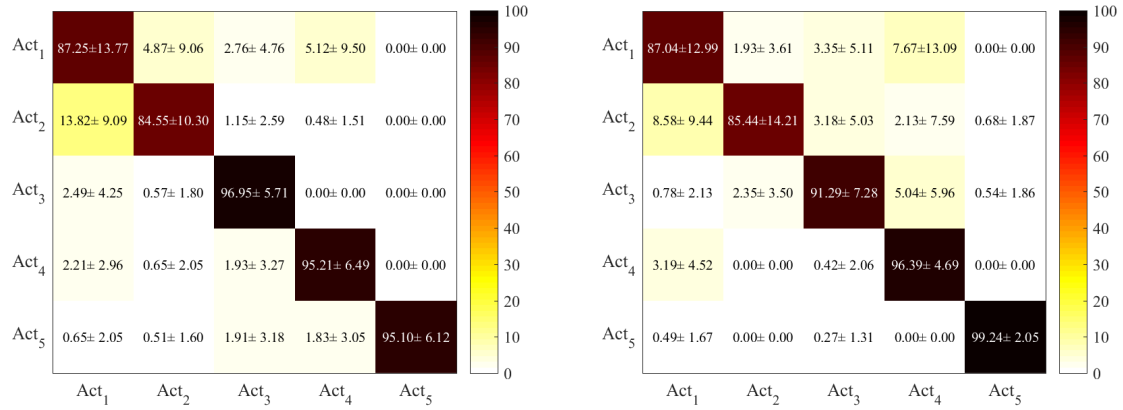 Act1 87.25±13.77 4.87± 9.06 2.76± 4.76 5.12± 9.50 0.00± 0.00
Act2 13.82± 9.09 84.55±10.30 1.15± 2.59 0.48± 1.51 0.00± 0.00
Act3 2.49± 4.25 0.57± 1.80 96.95± 5.71 0.00± 0.00 0.00± 0.00
Act4 2.21± 2.96 0.65± 2.05 1.93± 3.27 95.21± 6.49 0.00± 0.00
Act5 0.65± 2.05 0.51± 1.60 1.91± 3.18 1.83± 3.05 95.10± 6.12
Act1 Act2 Act3 Act4 Act5
100
90
80
70
60
50
40
30
20
10
0
Act1 87.04±12.99 1.93± 3.61 3.35± 5.11 7.67±13.09 0.00± 0.00
Act2 8.58± 9.44 85.44±14.21 3.18± 5.03 2.13± 7.59 0.68± 1.87
Act3 0.78± 2.13 2.35± 3.50 91.29± 7.28 5.04± 5.96 0.54± 1.86
Act4 3.19± 4.52 0.00± 0.00 0.42± 2.06 96.39± 4.69 0.00± 0.00
Act5 0.49± 1.67 0.00± 0.00 0.27± 1.31 0.00± 0.00 99.24± 2.05
Act1 Act2 Act3 Act4 Act5
100
90
80
70
60
50
40
30
20
10
0